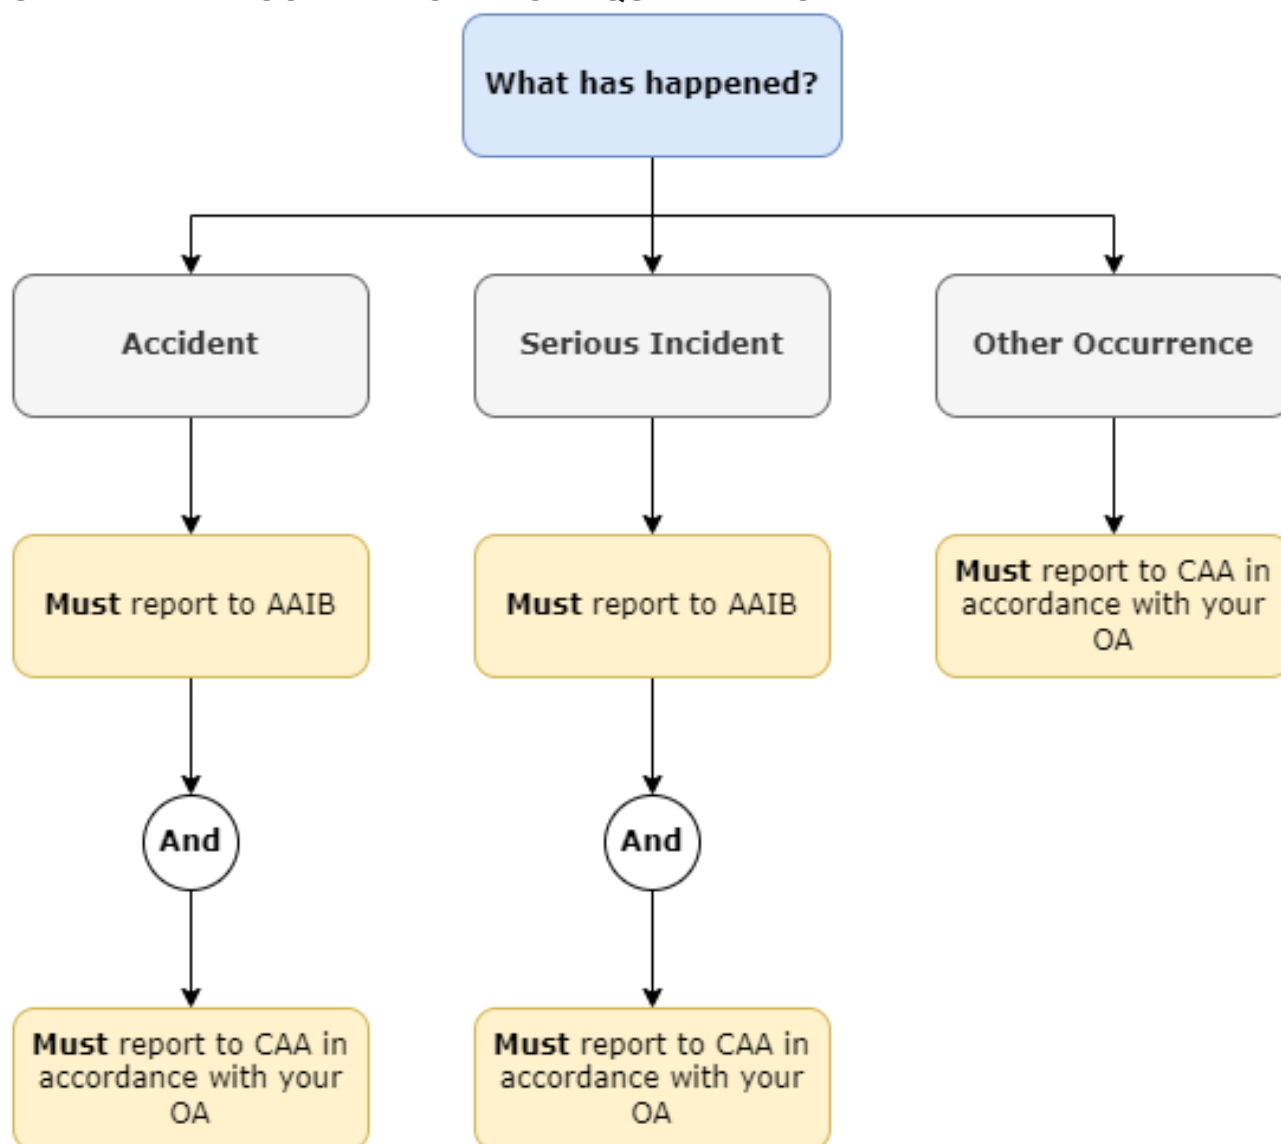 What has happened?
Accident
Serious Incident
Other Occurrence
Must report to AAIB
Must report to AAIB
Must report to CAA in
accordance with your
OA
And
And
Must report to CAA in
accordance with your
OA
Must report to CAA in
accordance with your
OA